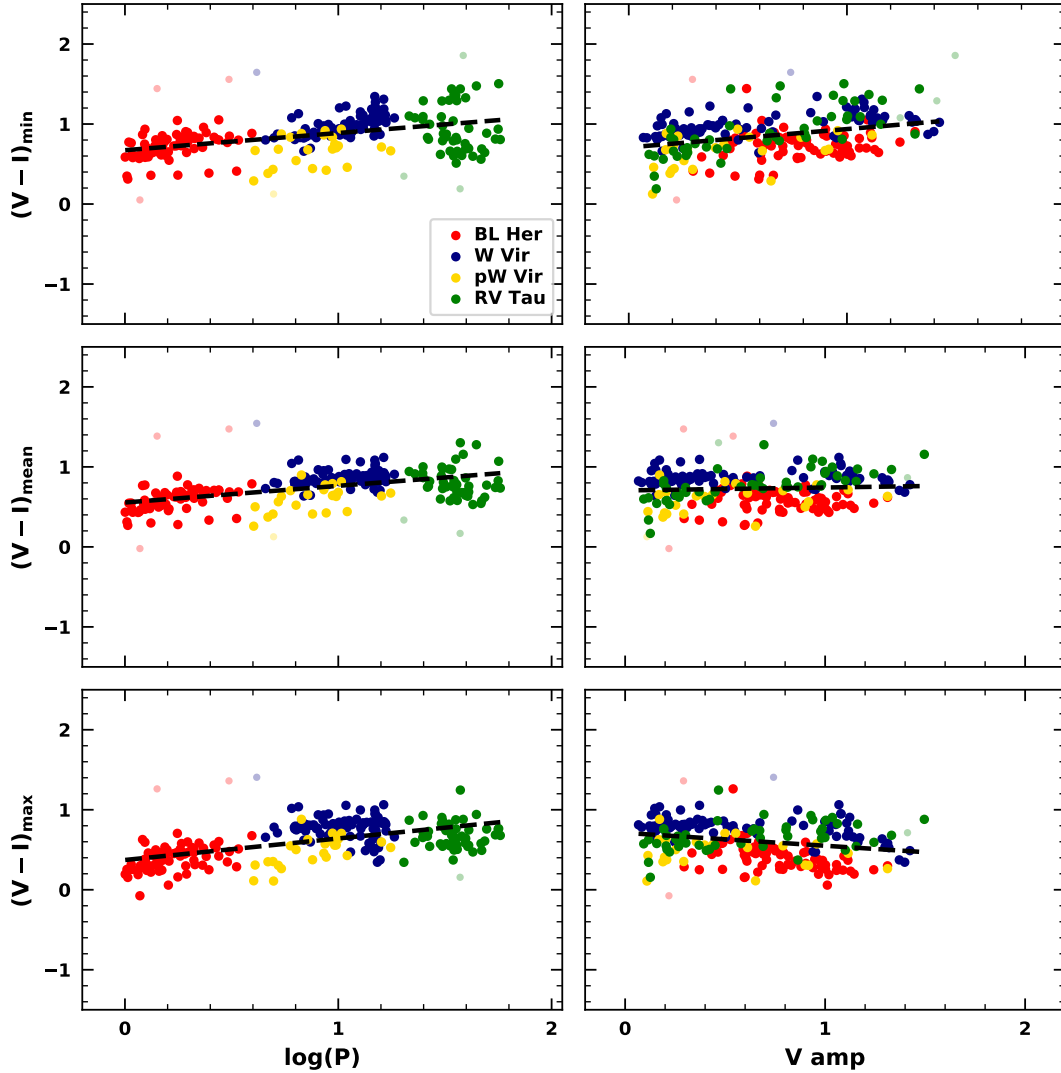 2
1
0
−1
(V − I)min
BL Her
W Vir
pW Vir
RV Tau
2
1
0
−1
(V − I)mean
2
1
0
−1
(V − I)max
0 1 2
log(P)
0 1 2
V amp